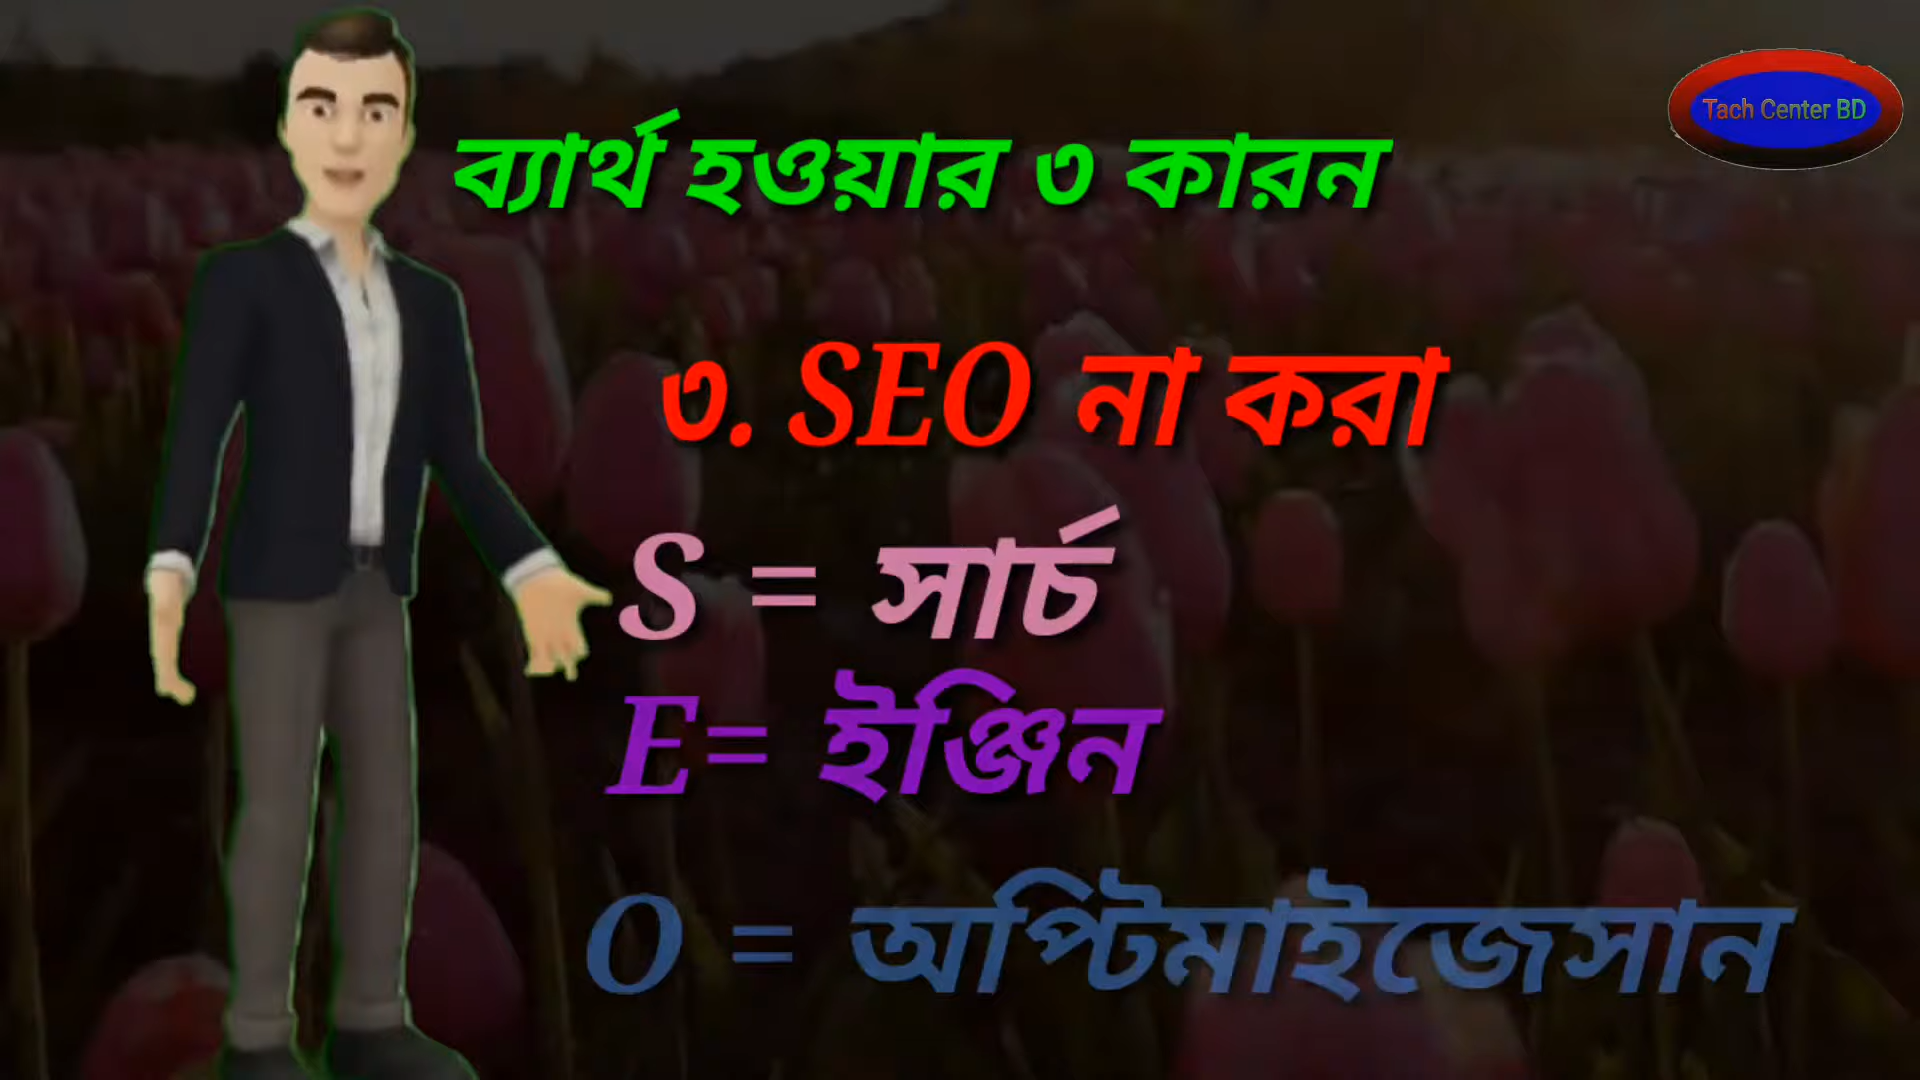 Tach Center BD
ব্যার্থ হওয়ার ৩ কারন
৩. SEO না করা
S = সার্চ
E= ইঞ্জিন
O = অপ্টিমাইজেসান